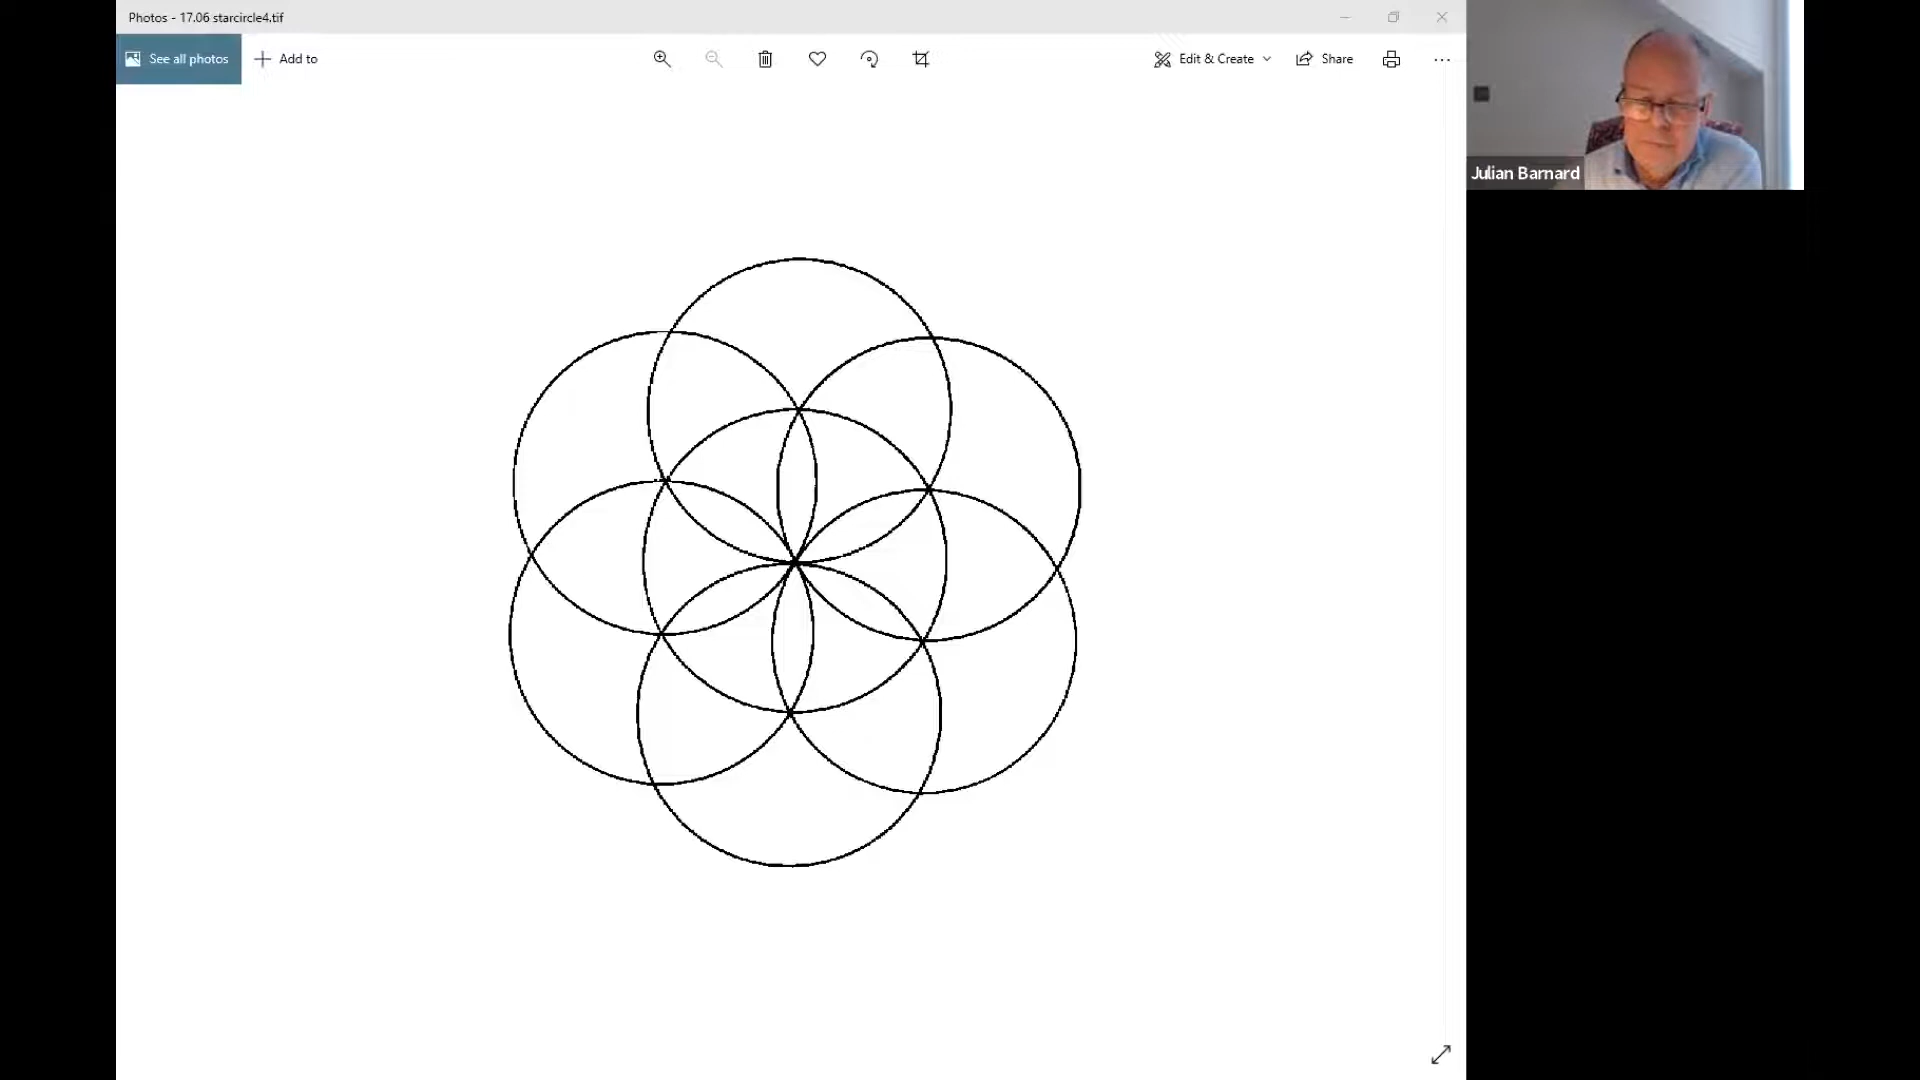 Photos - 17.06 starcircle4.tif
See all photos
Add to
Edit & Create
Share
Julian Barnard